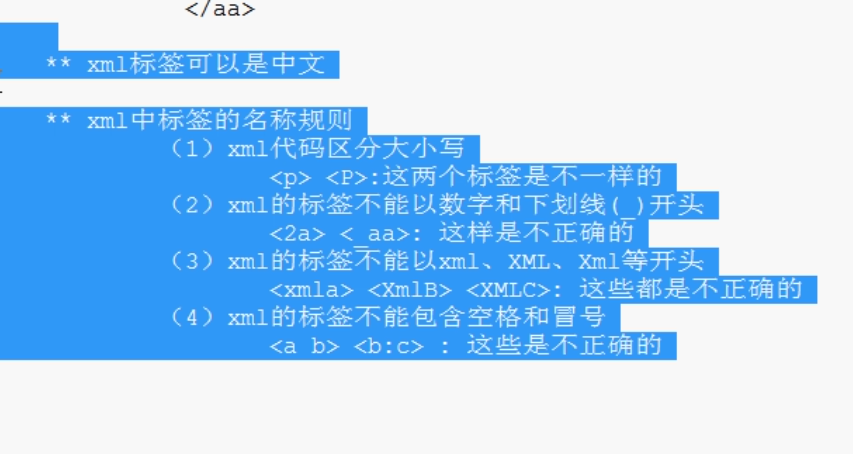 </aa>
** xml标签可以是中文
** xml中标签的名称规则
（1）xml代码区分大小写
<p> <P>:这两个标签是不一样的
（2）xml的标签不能以数字和下划线(_)开头
<2a> <_aa>: 这样是不正确的
（3）xml的标签不能以xml、XML、Xml等开头
<xmla> <XmlB> <XMLC>: 这些都是不正确的
（4）xml的标签不能包含空格和冒号
<a b> <b:c> : 这些是不正确的